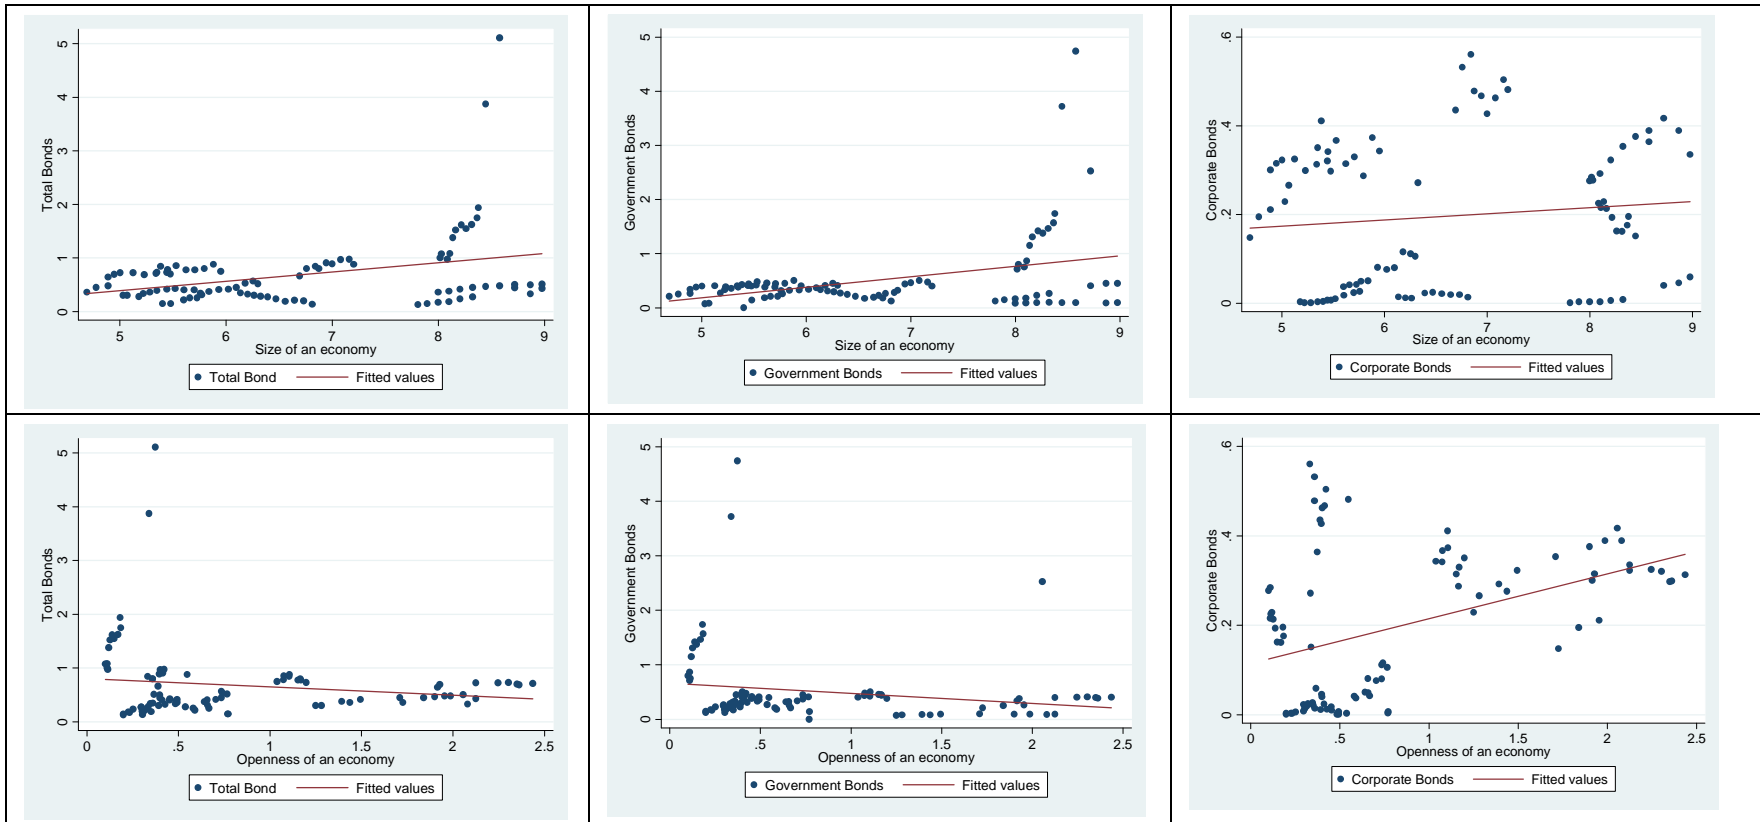 Total Bonds
0 1 2 3 4 5
5 6 7 8 9
Size of an economy
Total Bond Fitted values
Government Bonds
0 1 2 3 4 5
5 6 7 8 9
Size of an economy
Government Bonds Fitted values
Corporate Bonds
0 .2 .4 .6
5 6 7 8 9
Size of an economy
Corporate Bonds Fitted values
Total Bonds
0 1 2 3 4 5
0 .5 1 1.5 2 2.5
Openness of an economy
Total Bond Fitted values
Government Bonds
0 1 2 3 4 5
0 .5 1 1.5 2 2.5
Openness of an economy
Government Bonds Fitted values
Corporate Bonds
0 .2 .4 .6
0 .5 1 1.5 2 2.5
Openness of an economy
Corporate Bonds Fitted values